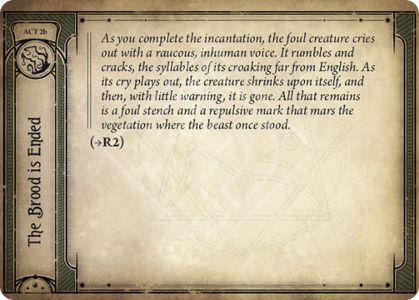 ACT 2b
The Brood is Ended
As you complete the incantation, the foul creature cries
out with a raucous, inhuman voice. It rumbles and
cracks, the syllables of its croaking far from English. As
its cry plays out, the creature shrinks upon itself, and
then, with little warning, it is gone. All that remains
is a foul stench and a repulsive mark that mars the
vegetation where the beast once stood.
(→R2)